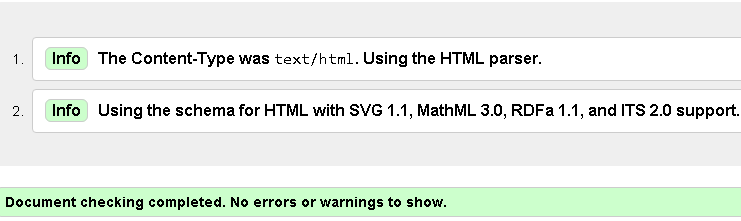 1. Info The Content-Type was text/html. Using the HTML parser.
2. Info Using the schema for HTML with SVG 1.1, MathML 3.0, RDFa 1.1, and ITS 2.0 support.
Document checking completed. No errors or warnings to show.